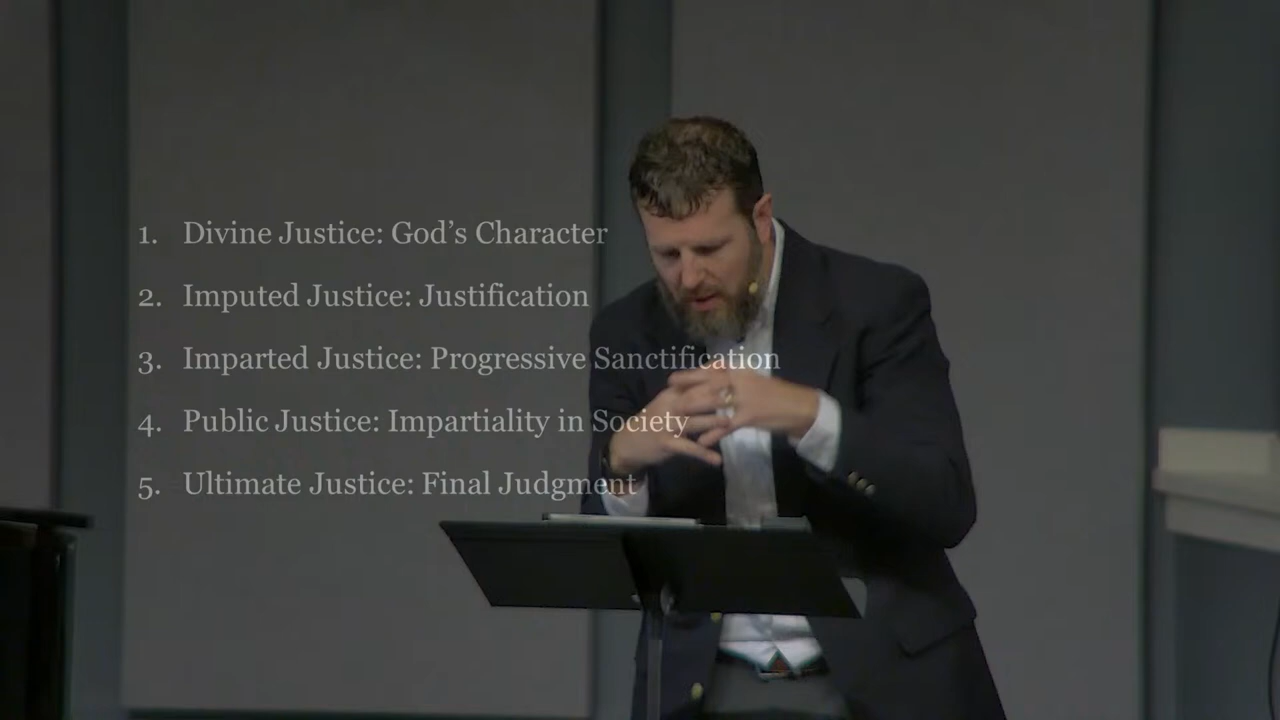 1. Divine Justice: God’s Character
2. Imputed Justice: Justification
3. Imparted Justice: Progressive Sanctification
4. Public Justice: Impartiality in Society
5. Ultimate Justice: Final Judgment